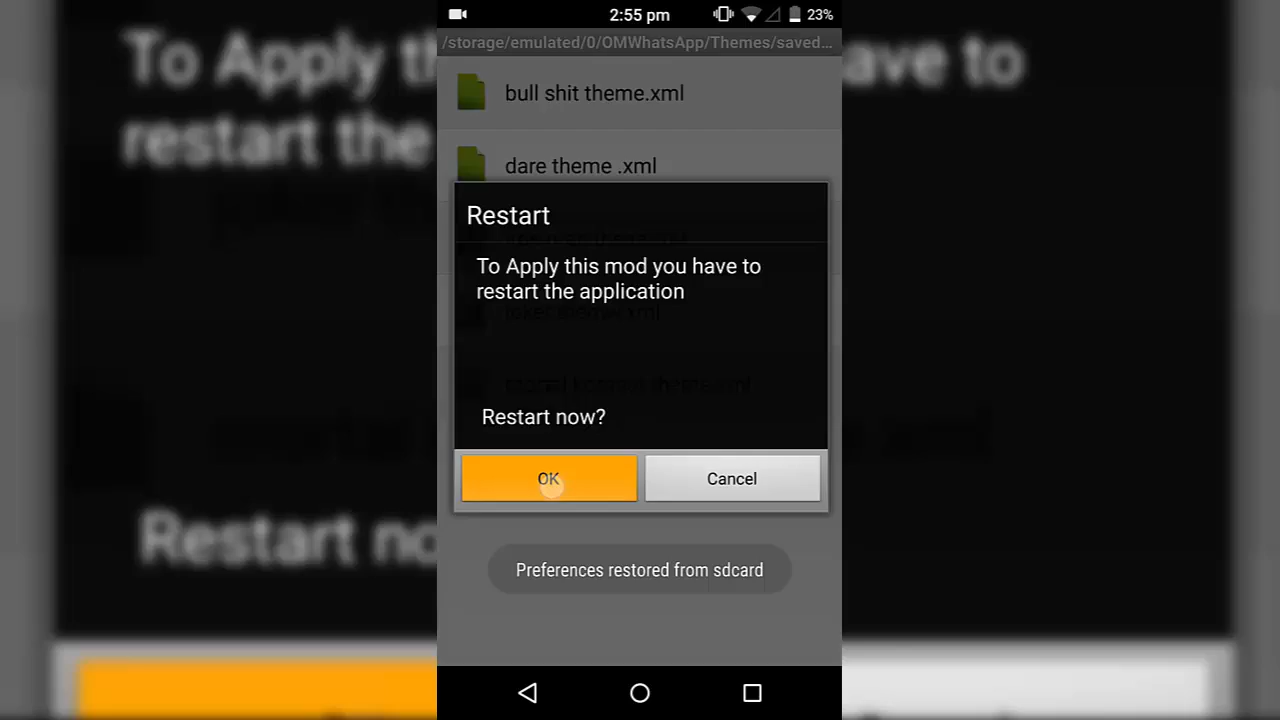 2:55 pm
23%
/storage/emulated/0/OMWhatsApp/Themes/saved...
bull shit theme.xml
dare theme .xml
Restart
To Apply this mod you have to
restart the application
Restart now?
OK
Cancel
Preferences restored from sdcard
To Apply th
ave to
restart the
Restart no